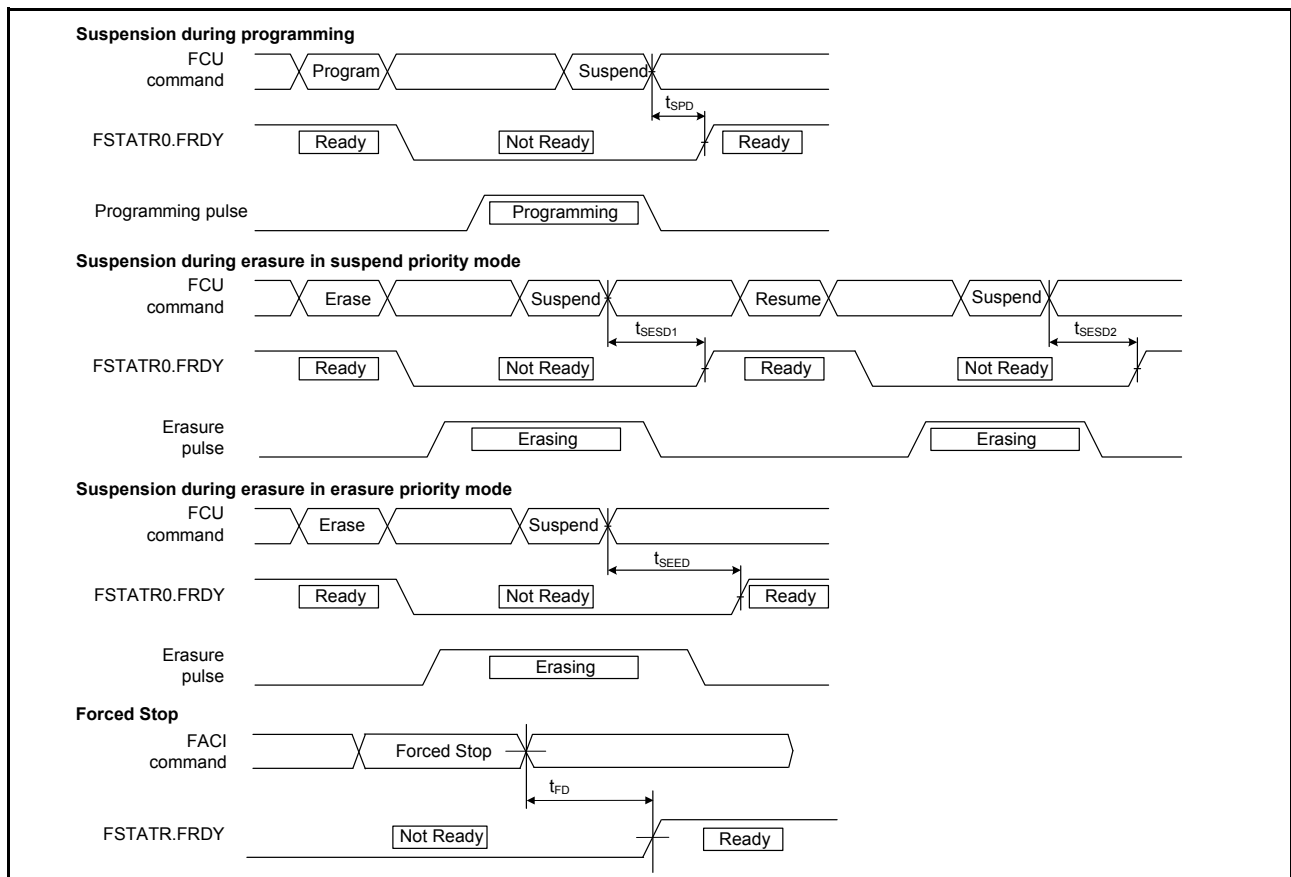 Suspension during programming
FCU
command
Program
Suspend
tSPD
FSTATR0.FRDY
Ready
Not Ready
Ready
Programming pulse
Programming
Suspension during erasure in suspend priority mode
FCU
command
Erase
Suspend
Resume
Suspend
tSESD1
tSESD2
FSTATR0.FRDY
Ready
Not Ready
Ready
Not Ready
Erasure
pulse
Erasing
Erasing
Suspension during erasure in erasure priority mode
FCU
command
Erase
Suspend
tSEED
FSTATR0.FRDY
Ready
Not Ready
Ready
Erasure
pulse
Erasing
Forced Stop
FACI
command
Forced Stop
tFD
FSTATR.FRDY
Not Ready
Ready